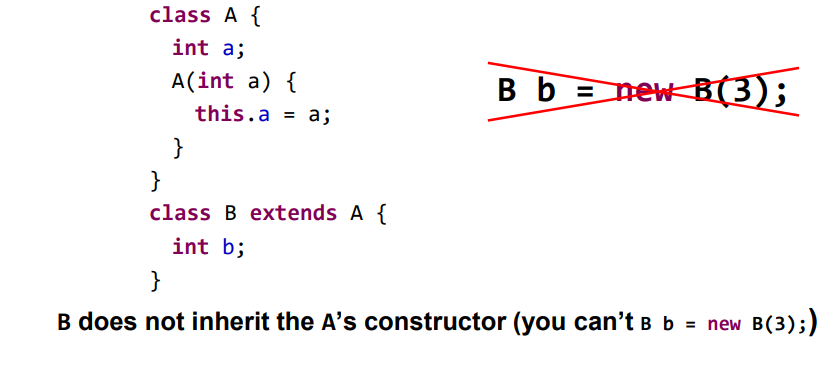 class A {
int a;
A(int a) {
B b = new B(3);
this.a = a;
}
}
class B extends A {
int b;
}
B does not inherit the A's constructor (you can't B b = new B(3);)